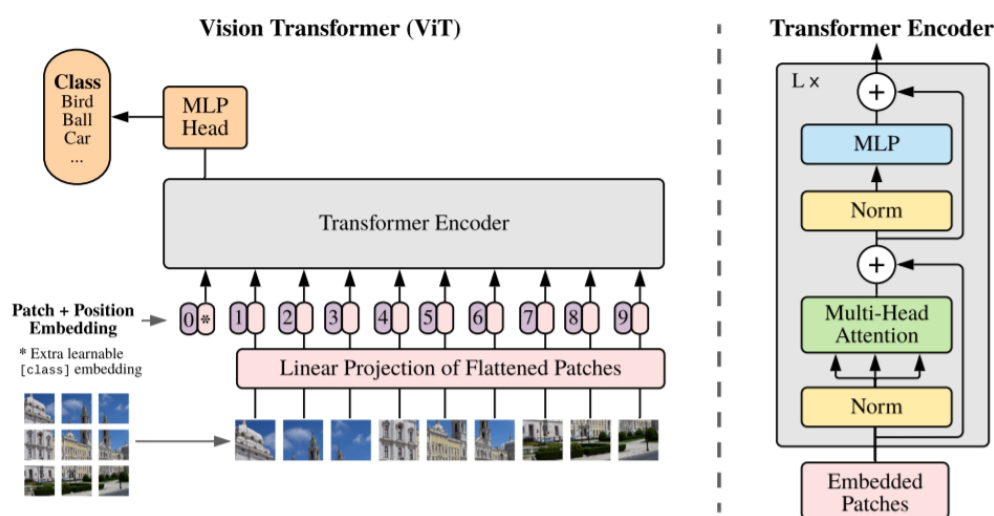 Vision Transformer (ViT)
Class
Bird
Ball
Car
...
MLP
Head
Transformer Encoder
0 * 1 2 3 4 5 6 7 8 9
Patch + Position
Embedding
* Extra learnable
[class] embedding
Linear Projection of Flattened Patches
Transformer Encoder
L x
+
MLP
Norm
+
Multi-Head
Attention
Norm
Embedded
Patches